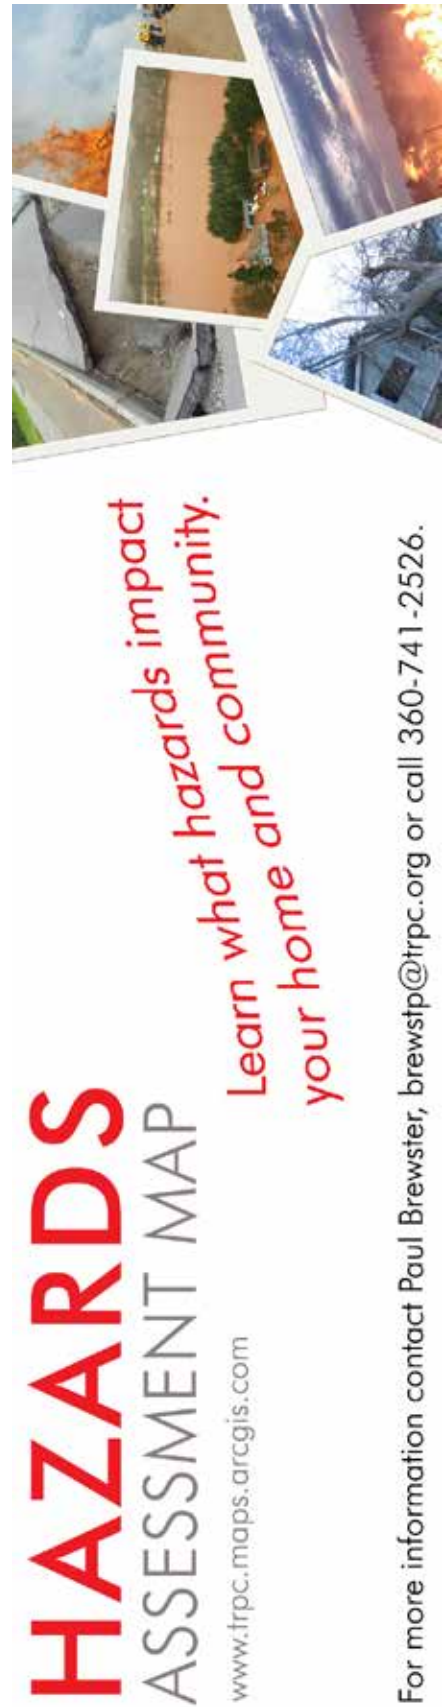 HAZARDS
ASSESSMENT MAP
www.trpc.maps.arcgis.com
Learn what hazards impact
your home and community.
For more information contact Paul Brewster, brewstp@trpc.org or call 360-741-2526.